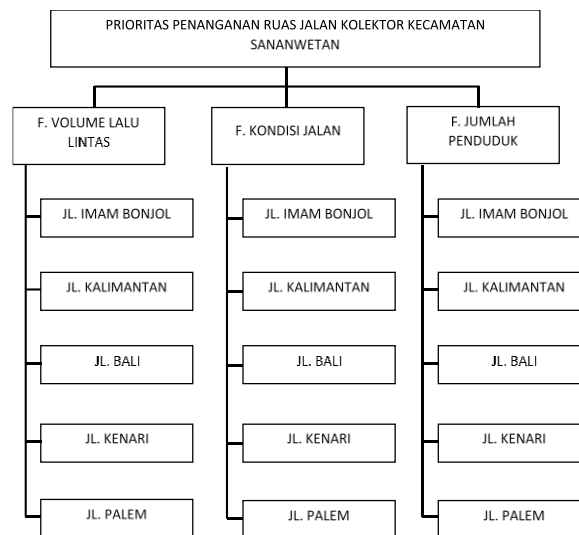 PRIORITAS PENANGANAN RUAS JALAN KOLEKTOR KECAMATAN
SANANWETAN
F. VOLUME LALU
LINTAS
JL. IMAM BONJOL
JL. KALIMANTAN
JL. BALI
JL. KENARI
JL. PALEM
F. KONDISI JALAN
JL. IMAM BONJOL
JL. KALIMANTAN
JL. BALI
JL. KENARI
JL. PALEM
F. JUMLAH
PENDUDUK
JL. IMAM BONJOL
JL. KALIMANTAN
JL. BALI
JL. KENARI
JL. PALEM